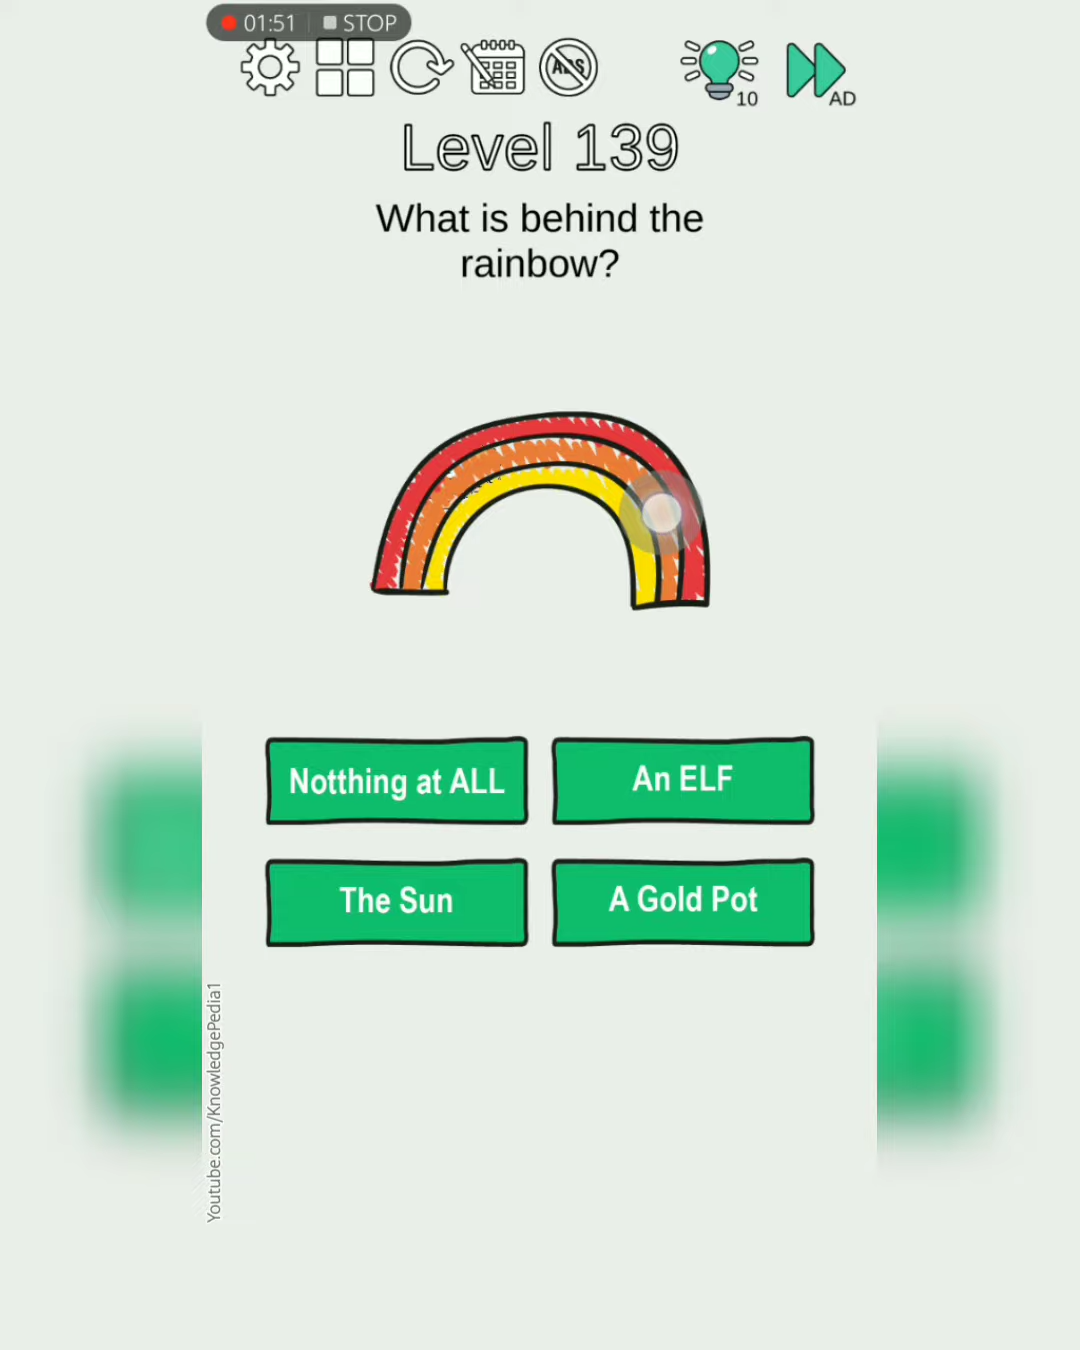 01:51 STOP
ADS
10
AD
Level 139
What is behind the
rainbow?
Notthing at ALL
An ELF
The Sun
A Gold Pot
Youtube.com/KnowledgePedia1